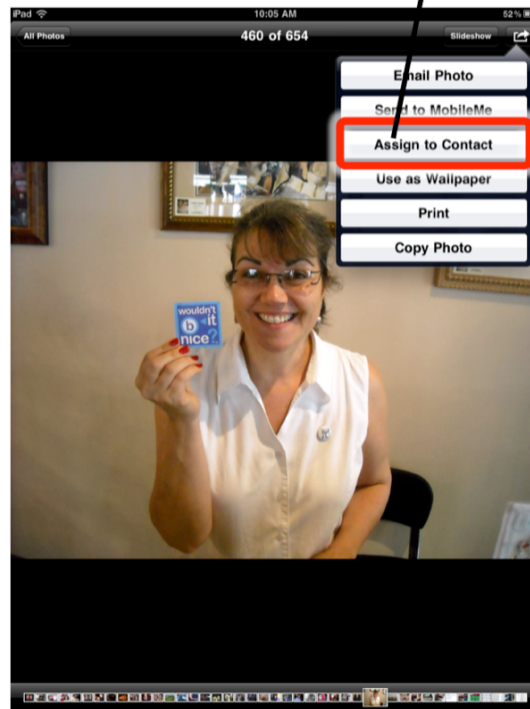 iPad 10:05 AM 52%
All Photos 460 of 654 Slideshow
Email Photo
Send to MobileMe
Assign to Contact
Use as Wallpaper
Print
Copy Photo
wouldn't
b it
nice?